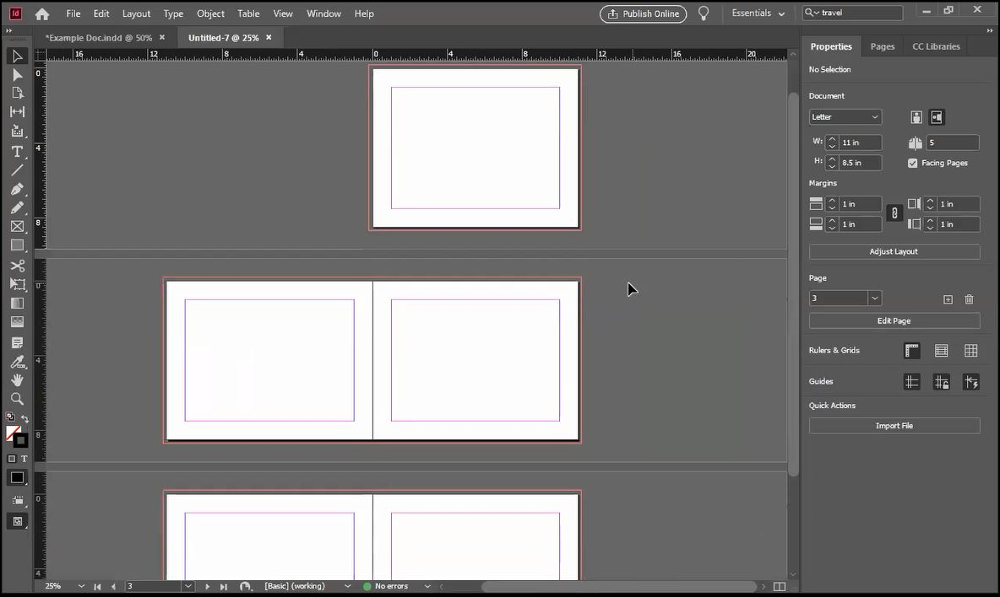 Id File Edit Layout Type Object Table View Window Help Publish Online Essentials travel
*Example Doc.indd @ 50% × Untitled-7 @ 25% ×
16 12 8 4 0 4 8 12 16 20
0
4
8
0
4
8
0
4
Properties Pages CC Libraries
No Selection
Document
Letter
W: 11 in 5
H: 8.5 in Facing Pages
Margins
1 in 1 in
1 in 1 in
Adjust Layout
Page
3
Edit Page
Rulers & Grids
Guides
Quick Actions
Import File
T
T
25% 3 [Basic] (working) No errors